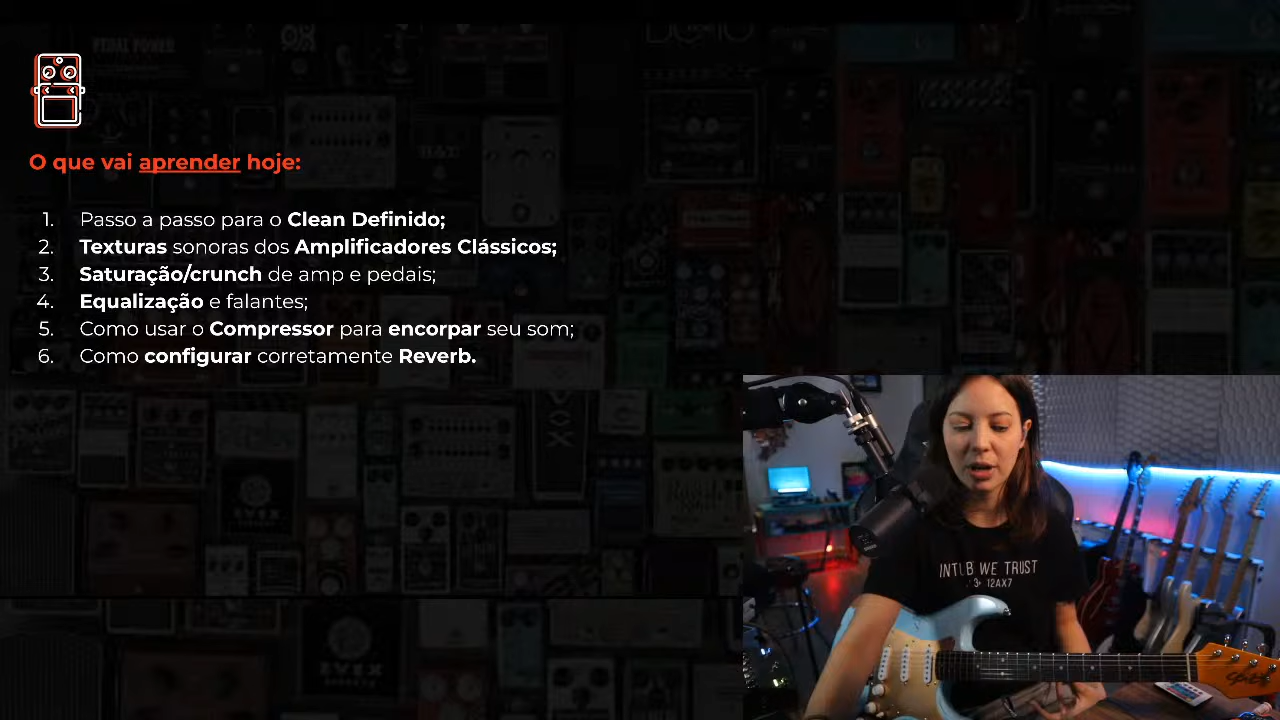 PEDAL POWER
O que vai aprender hoje:
1. Passo a passo para o Clean Definido;
2. Texturas sonoras dos Amplificadores Clássicos;
3. Saturação/crunch de amp e pedais;
4. Equalização e falantes;
5. Como usar o Compressor para encorpar seu som;
6. Como configurar corretamente Reverb.
WE TRUST
12AX7